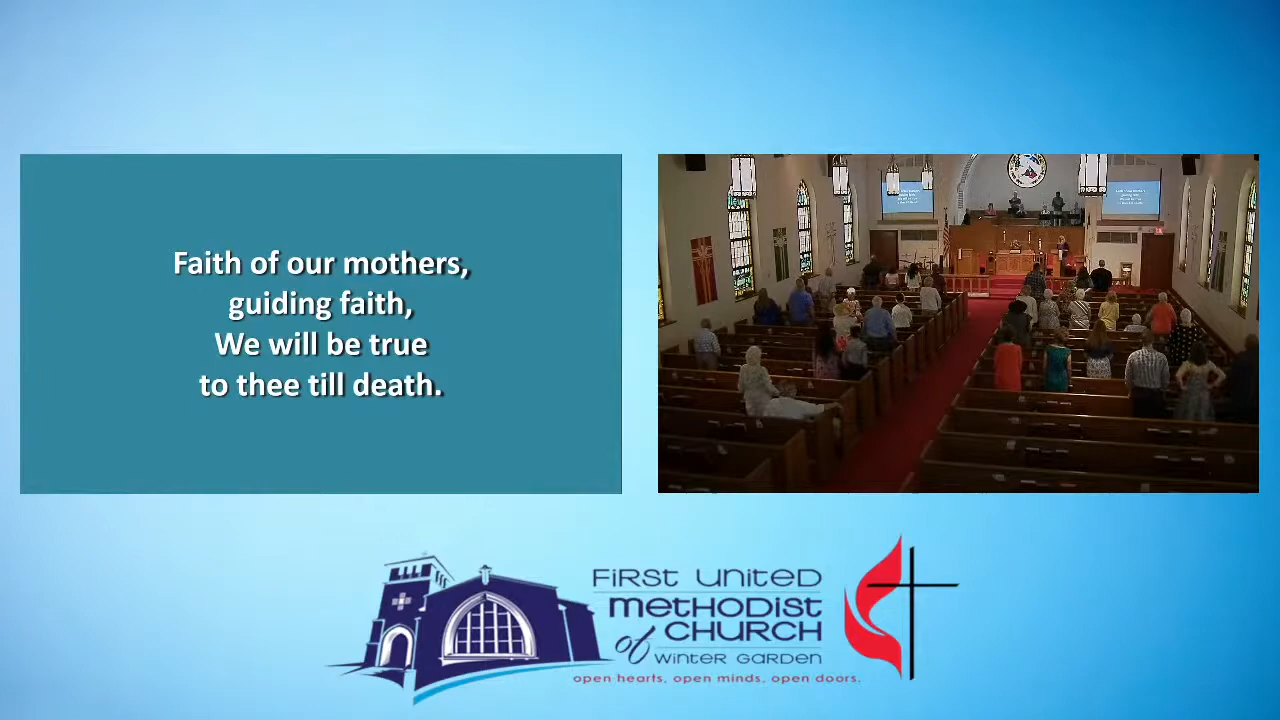 Faith of our mothers,
guiding faith,
We will be true
to thee till death.
FiRST UNiTED
METHODIST
of CHURCH
WiNTER GARDEN
open hearts, open minds, open doors.